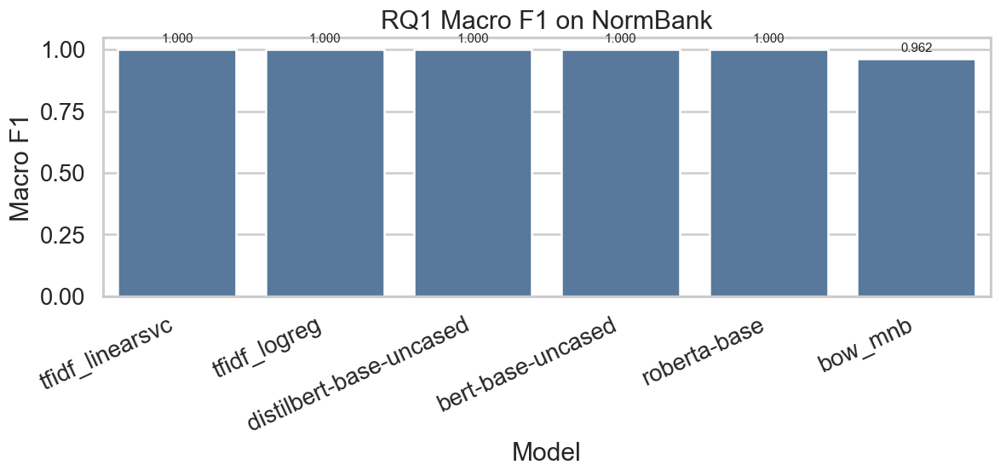 RQ1 Macro F1 on NormBank
1.000 1.000 1.000 1.000 1.000 0.962
1.00
0.75
0.50
0.25
0.00
Macro F1
tfidf_linearsvc
tfidf_logreg
distilbert-base-uncased
bert-base-uncased
roberta-base
bow_mnb
Model